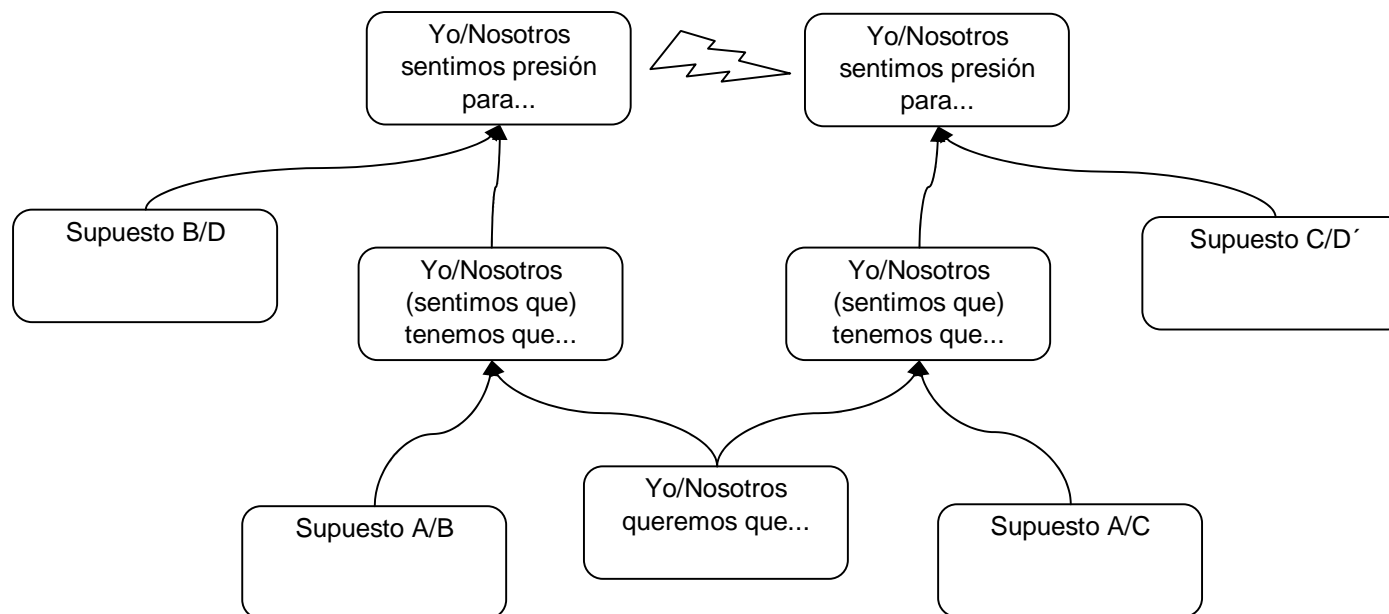 Yo/Nosotros
sentimos presión
para...
Yo/Nosotros
sentimos presión
para...
Supuesto B/D
Supuesto C/D´
Yo/Nosotros
(sentimos que)
tenemos que...
Yo/Nosotros
(sentimos que)
tenemos que...
Supuesto A/B
Yo/Nosotros
queremos que...
Supuesto A/C